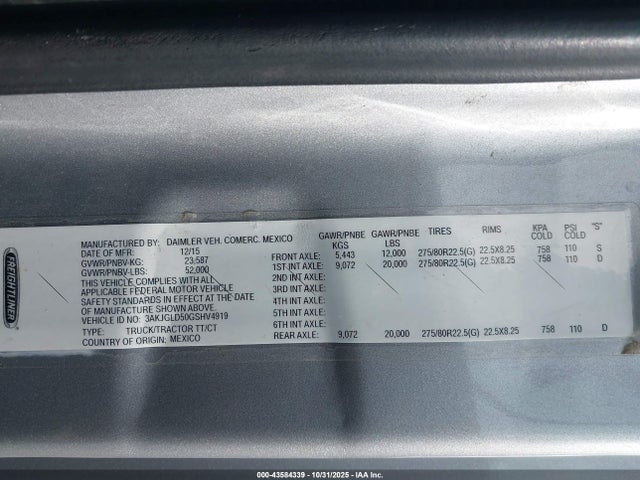 FREIGHTLINER
MANUFACTURED BY: DAIMLER VEH. COMERC. MEXICO
DATE OF MFR: 12/15
GVWR/PNBV-KG: 23,587
GVWR/PNBV-LBS: 52,000
THIS VEHICLE COMPLIES WITH ALL
APPLICABLE FEDERAL MOTOR VEHICLE
SAFETY STANDARDS IN EFFECT AT THE DATE
OF MANUFACTURE SHOWN ABOVE.
VEHICLE ID NO.: 3AKJGLD50GSHV4919
TYPE: TRUCK/TRACTOR TT/CT
COUNTRY OF ORIGIN: MEXICO
GAWR/PNBE KGS GAWR/PNBE LBS TIRES RIMS KPA COLD PSI COLD "S"
FRONT AXLE: 5,443 12,000 275/80R22.5(G) 22.5X8.25 758 110 S
1ST INT AXLE: 9,072 20,000 275/80R22.5(G) 22.5X8.25 758 110 D
2ND INT AXLE:
3RD INT AXLE:
4TH INT AXLE:
5TH INT AXLE:
6TH INT AXLE:
REAR AXLE: 9,072 20,000 275/80R22.5(G) 22.5X8.25 758 110 D
000-43584339 - 10/31/2025 - IAA Inc.